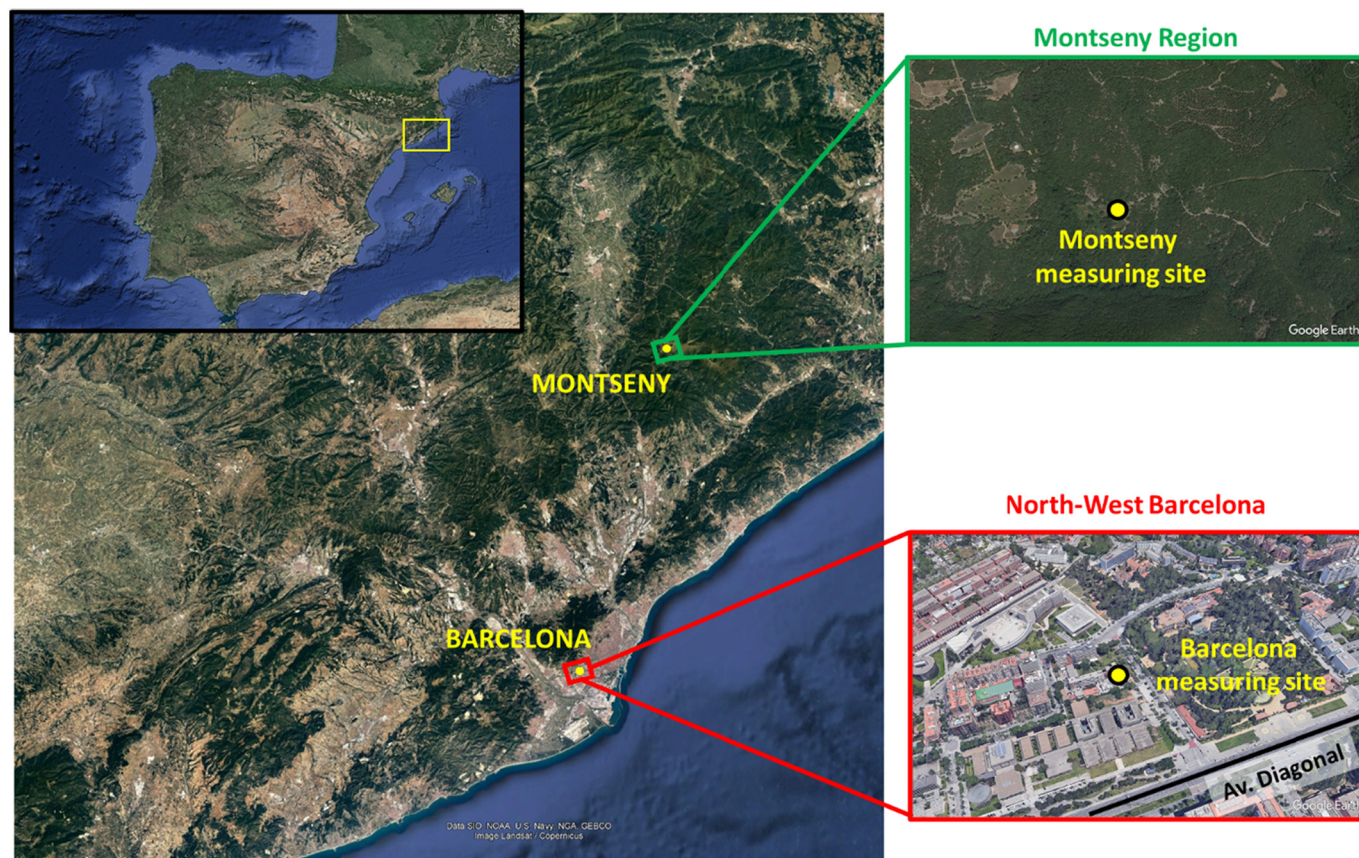 Montseny Region
Montseny
measuring site
Google Earth
MONTSENY
North-West Barcelona
BARCELONA
Barcelona
measuring site
Av. Diagonal
Google Earth
Data SIO, NOAA, U.S. Navy, NGA, GEBCO
Image Landsat / Copernicus